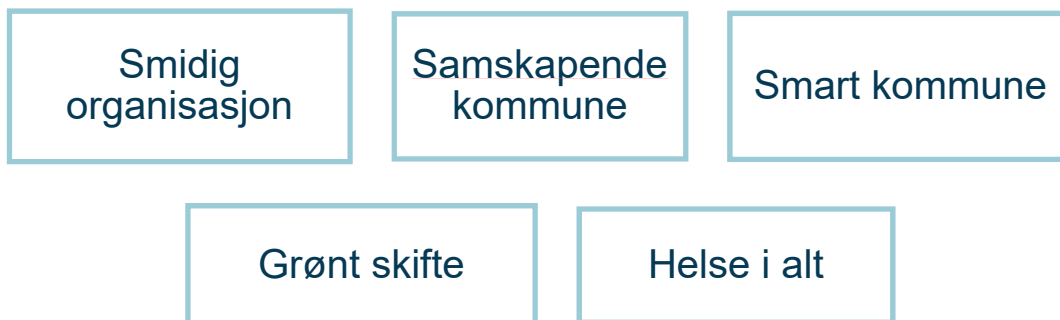 Smidig
organisasjon
Samskapende
kommune
Smart kommune
Grønt skifte
Helse i alt